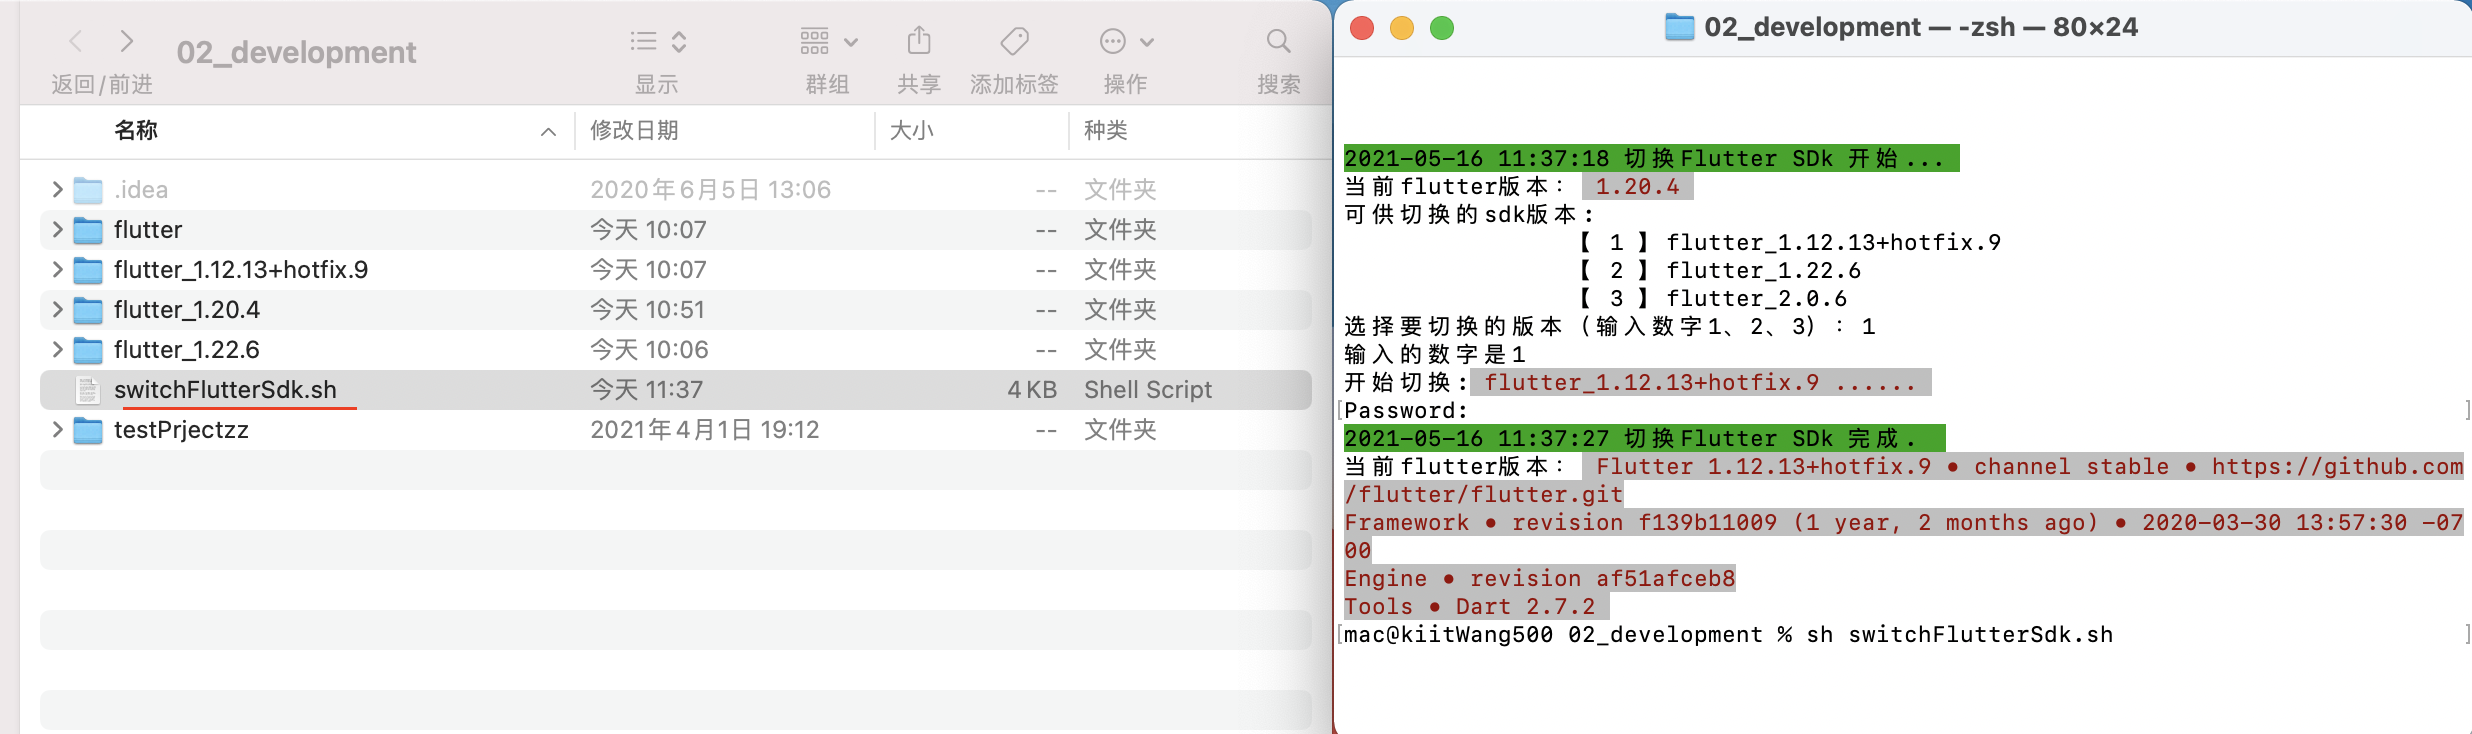 02_development
返回/前进
显示
群组
共享
添加标签
操作
搜索
名称 修改日期 大小 种类
.idea 2020年6月5日 13:06 -- 文件夹
flutter 今天 10:07 -- 文件夹
flutter_1.12.13+hotfix.9 今天 10:07 -- 文件夹
flutter_1.20.4 今天 10:51 -- 文件夹
flutter_1.22.6 今天 10:06 -- 文件夹
switchFlutterSdk.sh 今天 11:37 4 KB Shell Script
testPrjectzz 2021年4月1日 19:12 -- 文件夹
02_development — -zsh — 80×24
2021-05-16 11:37:18 切换Flutter SDk 开始...
当前flutter版本： 1.20.4
可供切换的sdk版本:
【 1 】flutter_1.12.13+hotfix.9
【 2 】flutter_1.22.6
【 3 】flutter_2.0.6
选择要切换的版本（输入数字1、2、3）：1
输入的数字是1
开始切换: flutter_1.12.13+hotfix.9 ......
[Password: ]
2021-05-16 11:37:27 切换Flutter SDk 完成.
当前flutter版本： Flutter 1.12.13+hotfix.9 • channel stable • https://github.com
/flutter/flutter.git
Framework • revision f139b11009 (1 year, 2 months ago) • 2020-03-30 13:57:30 -07
00
Engine • revision af51afceb8
Tools • Dart 2.7.2
[mac@kiitWang500 02_development % sh switchFlutterSdk.sh ]